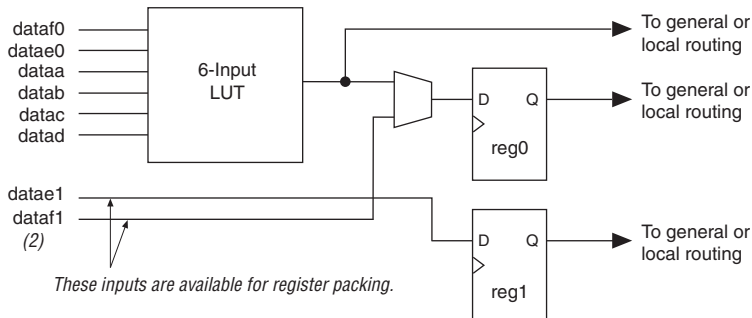 dataf0
datae0
dataa
datab
datac
datad
6-Input
LUT
To general or
local routing
D Q
reg0
To general or
local routing
datae1
dataf1
(2)
These inputs are available for register packing.
D Q
reg1
To general or
local routing